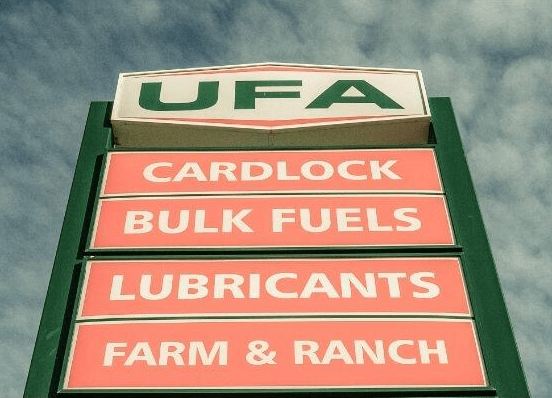 UFA
CARDLOCK
BULK FUELS
LUBRICANTS
FARM & RANCH